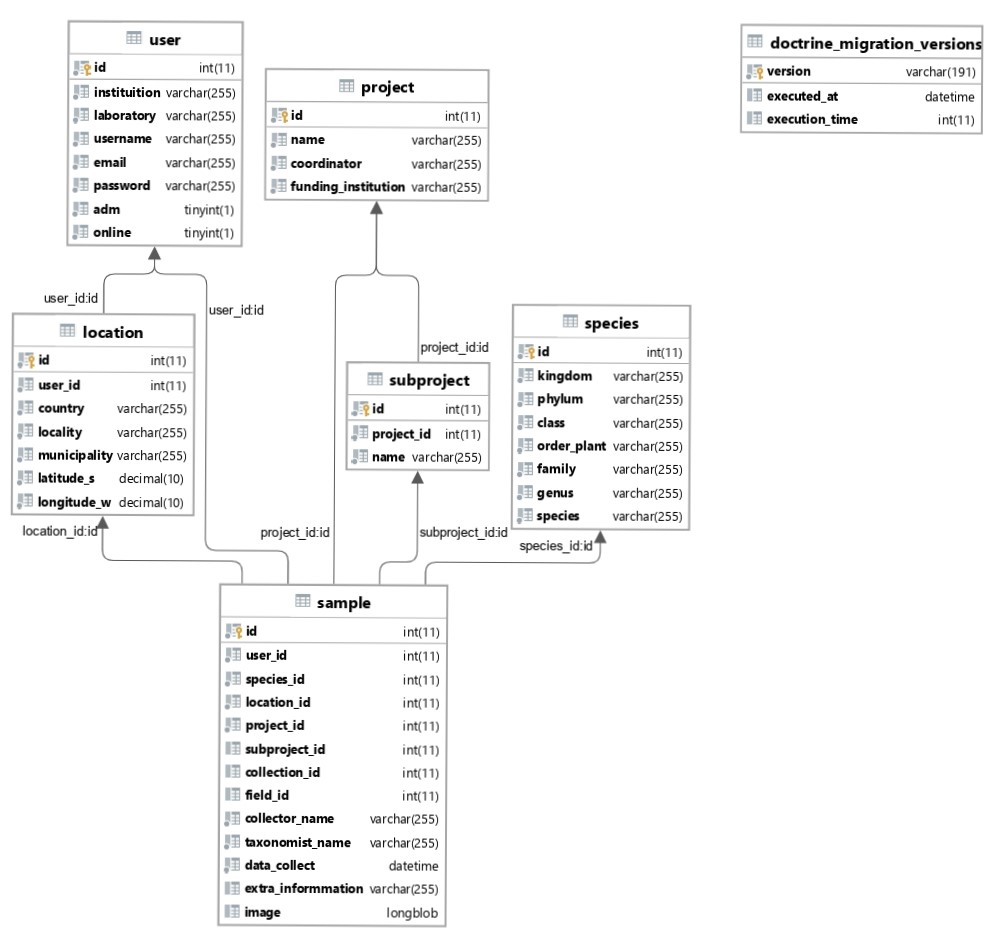 user
id int(11)
instituition varchar(255)
laboratory varchar(255)
username varchar(255)
email varchar(255)
password varchar(255)
adm tinyint(1)
online tinyint(1)
project
id int(11)
name varchar(255)
coordinator varchar(255)
funding_institution varchar(255)
doctrine_migration_versions
version varchar(191)
executed_at datetime
execution_time int(11)
user_id:id
user_id:id
project_id:id
location
id int(11)
user_id int(11)
country varchar(255)
locality varchar(255)
municipality varchar(255)
latitude_s decimal(10)
longitude_w decimal(10)
subproject
id int(11)
project_id int(11)
name varchar(255)
species
id int(11)
kingdom varchar(255)
phylum varchar(255)
class varchar(255)
order_plant varchar(255)
family varchar(255)
genus varchar(255)
species varchar(255)
location_id:id
project_id:id
subproject_id:id
species_id:id
sample
id int(11)
user_id int(11)
species_id int(11)
location_id int(11)
project_id int(11)
subproject_id int(11)
collection_id int(11)
field_id int(11)
collector_name varchar(255)
taxonomist_name varchar(255)
data_collect datetime
extra_informmation varchar(255)
image longblob